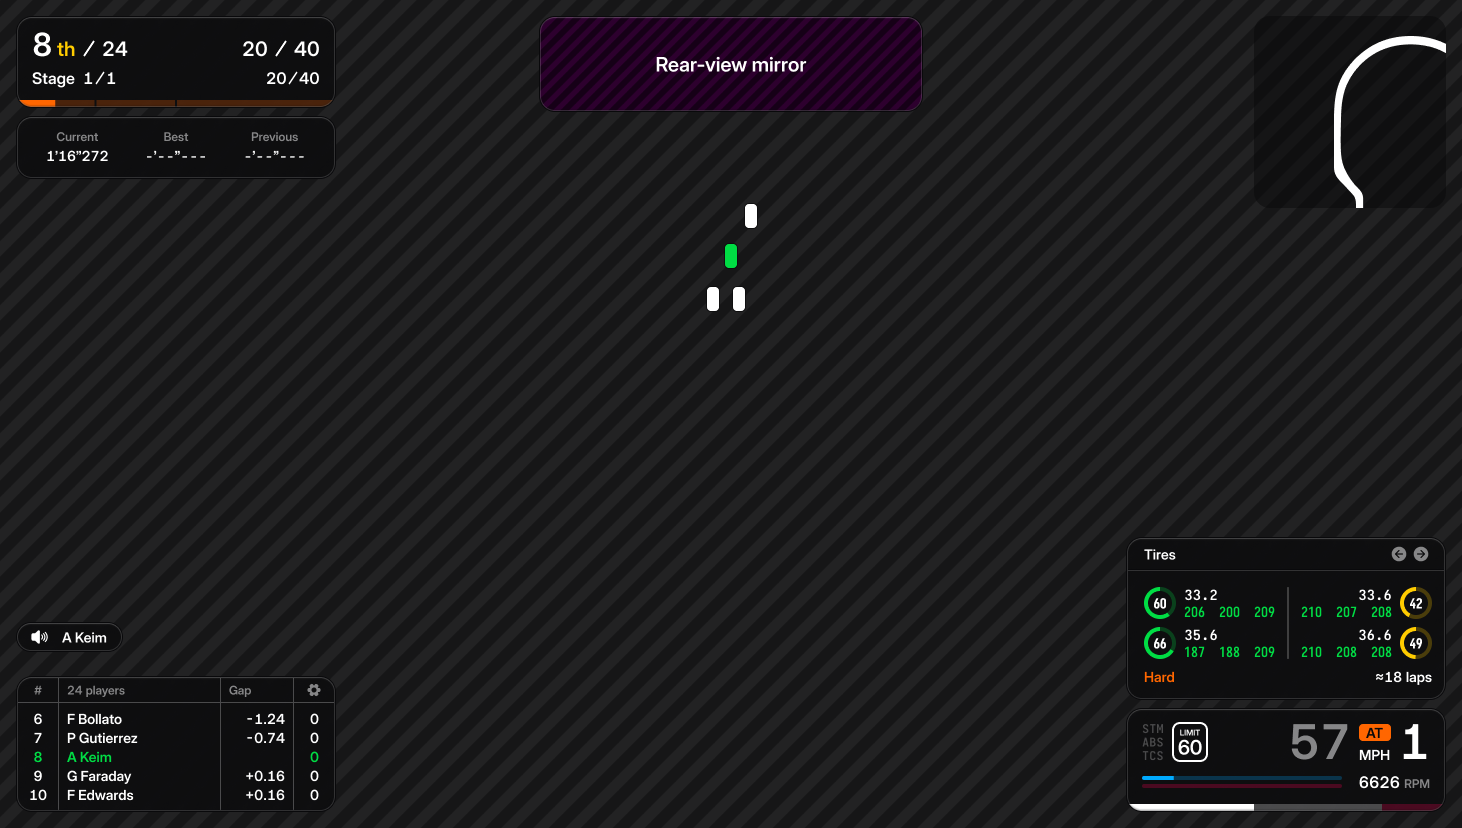 8 th / 24 20 / 40
Stage 1/1 20/40
Current Best Previous
1'16"272 -'--"--- -'--"---
Rear-view mirror
A Keim
# 24 players Gap
6 F Bollato -1.24 0
7 P Gutierrez -0.74 0
8 A Keim 0
9 G Faraday +0.16 0
10 F Edwards +0.16 0
Tires
60 33.2 33.6 42
206 200 209 210 207 208
66 35.6 36.6 49
187 188 209 210 208 208
Hard ≈18 laps
STM
ABS
TCS
LIMIT
60
57 AT 1
MPH
6626 RPM